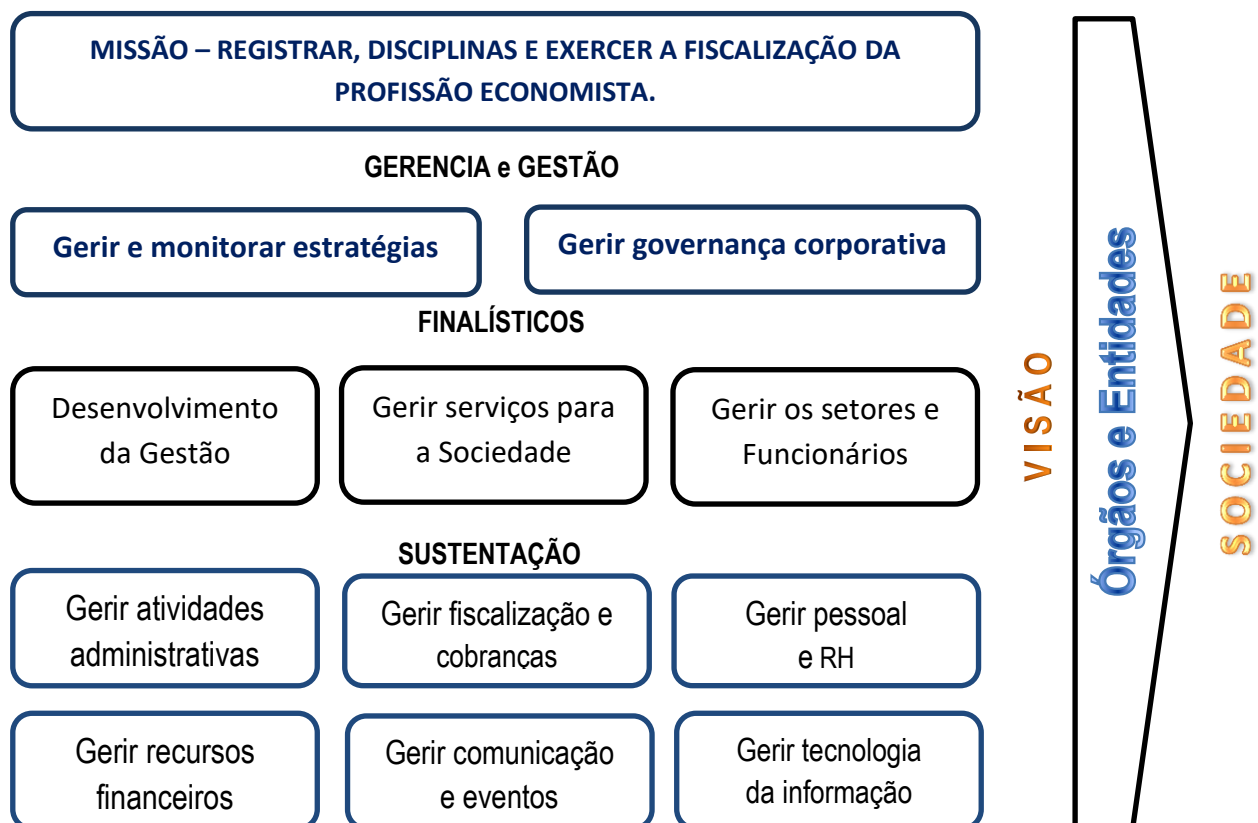 MISSÃO – REGISTRAR, DISCIPLINAS E EXERCER A FISCALIZAÇÃO DA
PROFISSÃO ECONOMISTA.
GERENCIA e GESTÃO
Gerir e monitorar estratégias
Gerir governança corporativa
FINALÍSTICOS
Desenvolvimento
da Gestão
Gerir serviços para
a Sociedade
Gerir os setores e
Funcionários
SUSTENTAÇÃO
Gerir atividades
administrativas
Gerir fiscalização e
cobranças
Gerir pessoal
e RH
Gerir recursos
financeiros
Gerir comunicação
e eventos
Gerir tecnologia
da informação
VISÃO
Órgãos e Entidades
SOCIEDADE